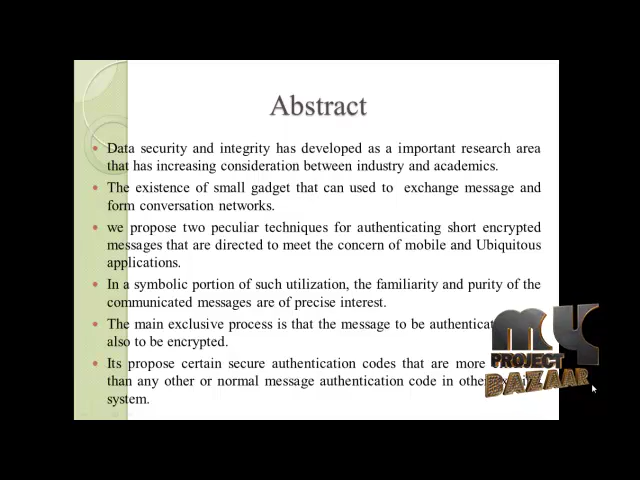 Abstract
Data security and integrity has developed as a important research area
that has increasing consideration between industry and academics.
The existence of small gadget that can used to exchange message and
form conversation networks.
we propose two peculiar techniques for authenticating short encrypted
messages that are directed to meet the concern of mobile and Ubiquitous
applications.
In a symbolic portion of such utilization, the familiarity and purity of the
communicated messages are of precise interest.
The main exclusive process is that the message to be
also to be encrypted.
Its propose certain secure authentication codes that are more
than any other or normal message authentication code in
system.
MY
PROJECT
BAZAAR